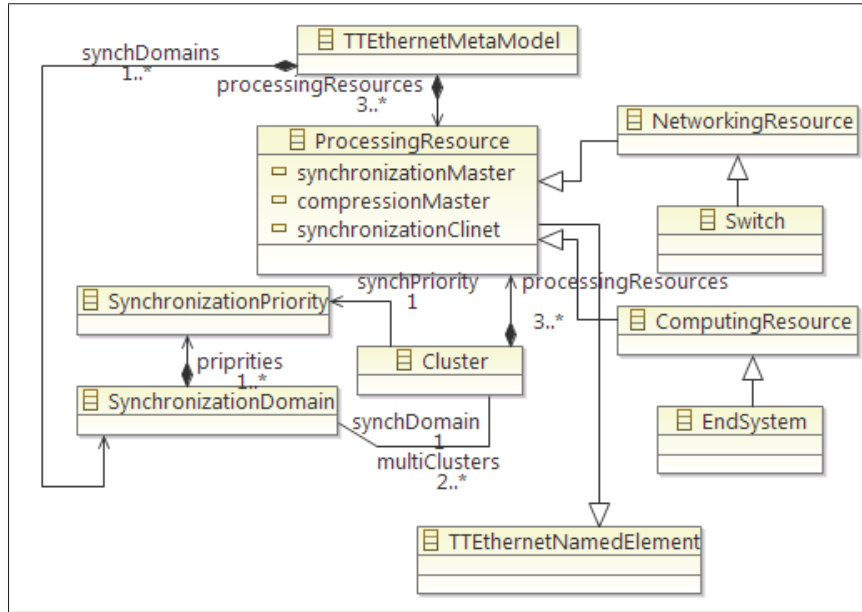 TTEthernetMetaModel
synchDomains
1..*
processingResources
3..*
ProcessingResource
synchronizationMaster
compressionMaster
synchronizationClinet
NetworkingResource
Switch
synchPriority
1
processingResources
3..*
SynchronizationPriority
ComputingResource
Cluster
priprities
1..*
SynchronizationDomain
synchDomain
1
multiClusters
2..*
EndSystem
TTEthernetNamedElement